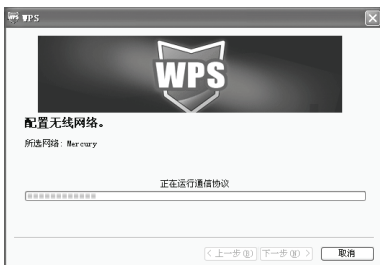 WPS WPS
WPS
配置无线网络。
所选网络: Mercury
正在运行通信协议
< 上一步(B) 下一步(N) > 取消